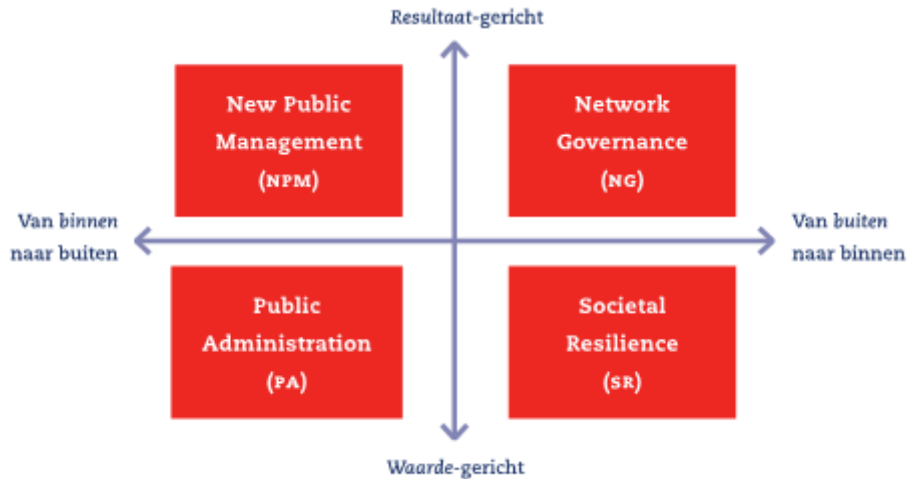 Resultaat-gericht
New Public
Management
(NPM)
Network
Governance
(NG)
Van binnen
naar buiten
Van buiten
naar binnen
Public
Administration
(PA)
Societal
Resilience
(SR)
Waarde-gericht